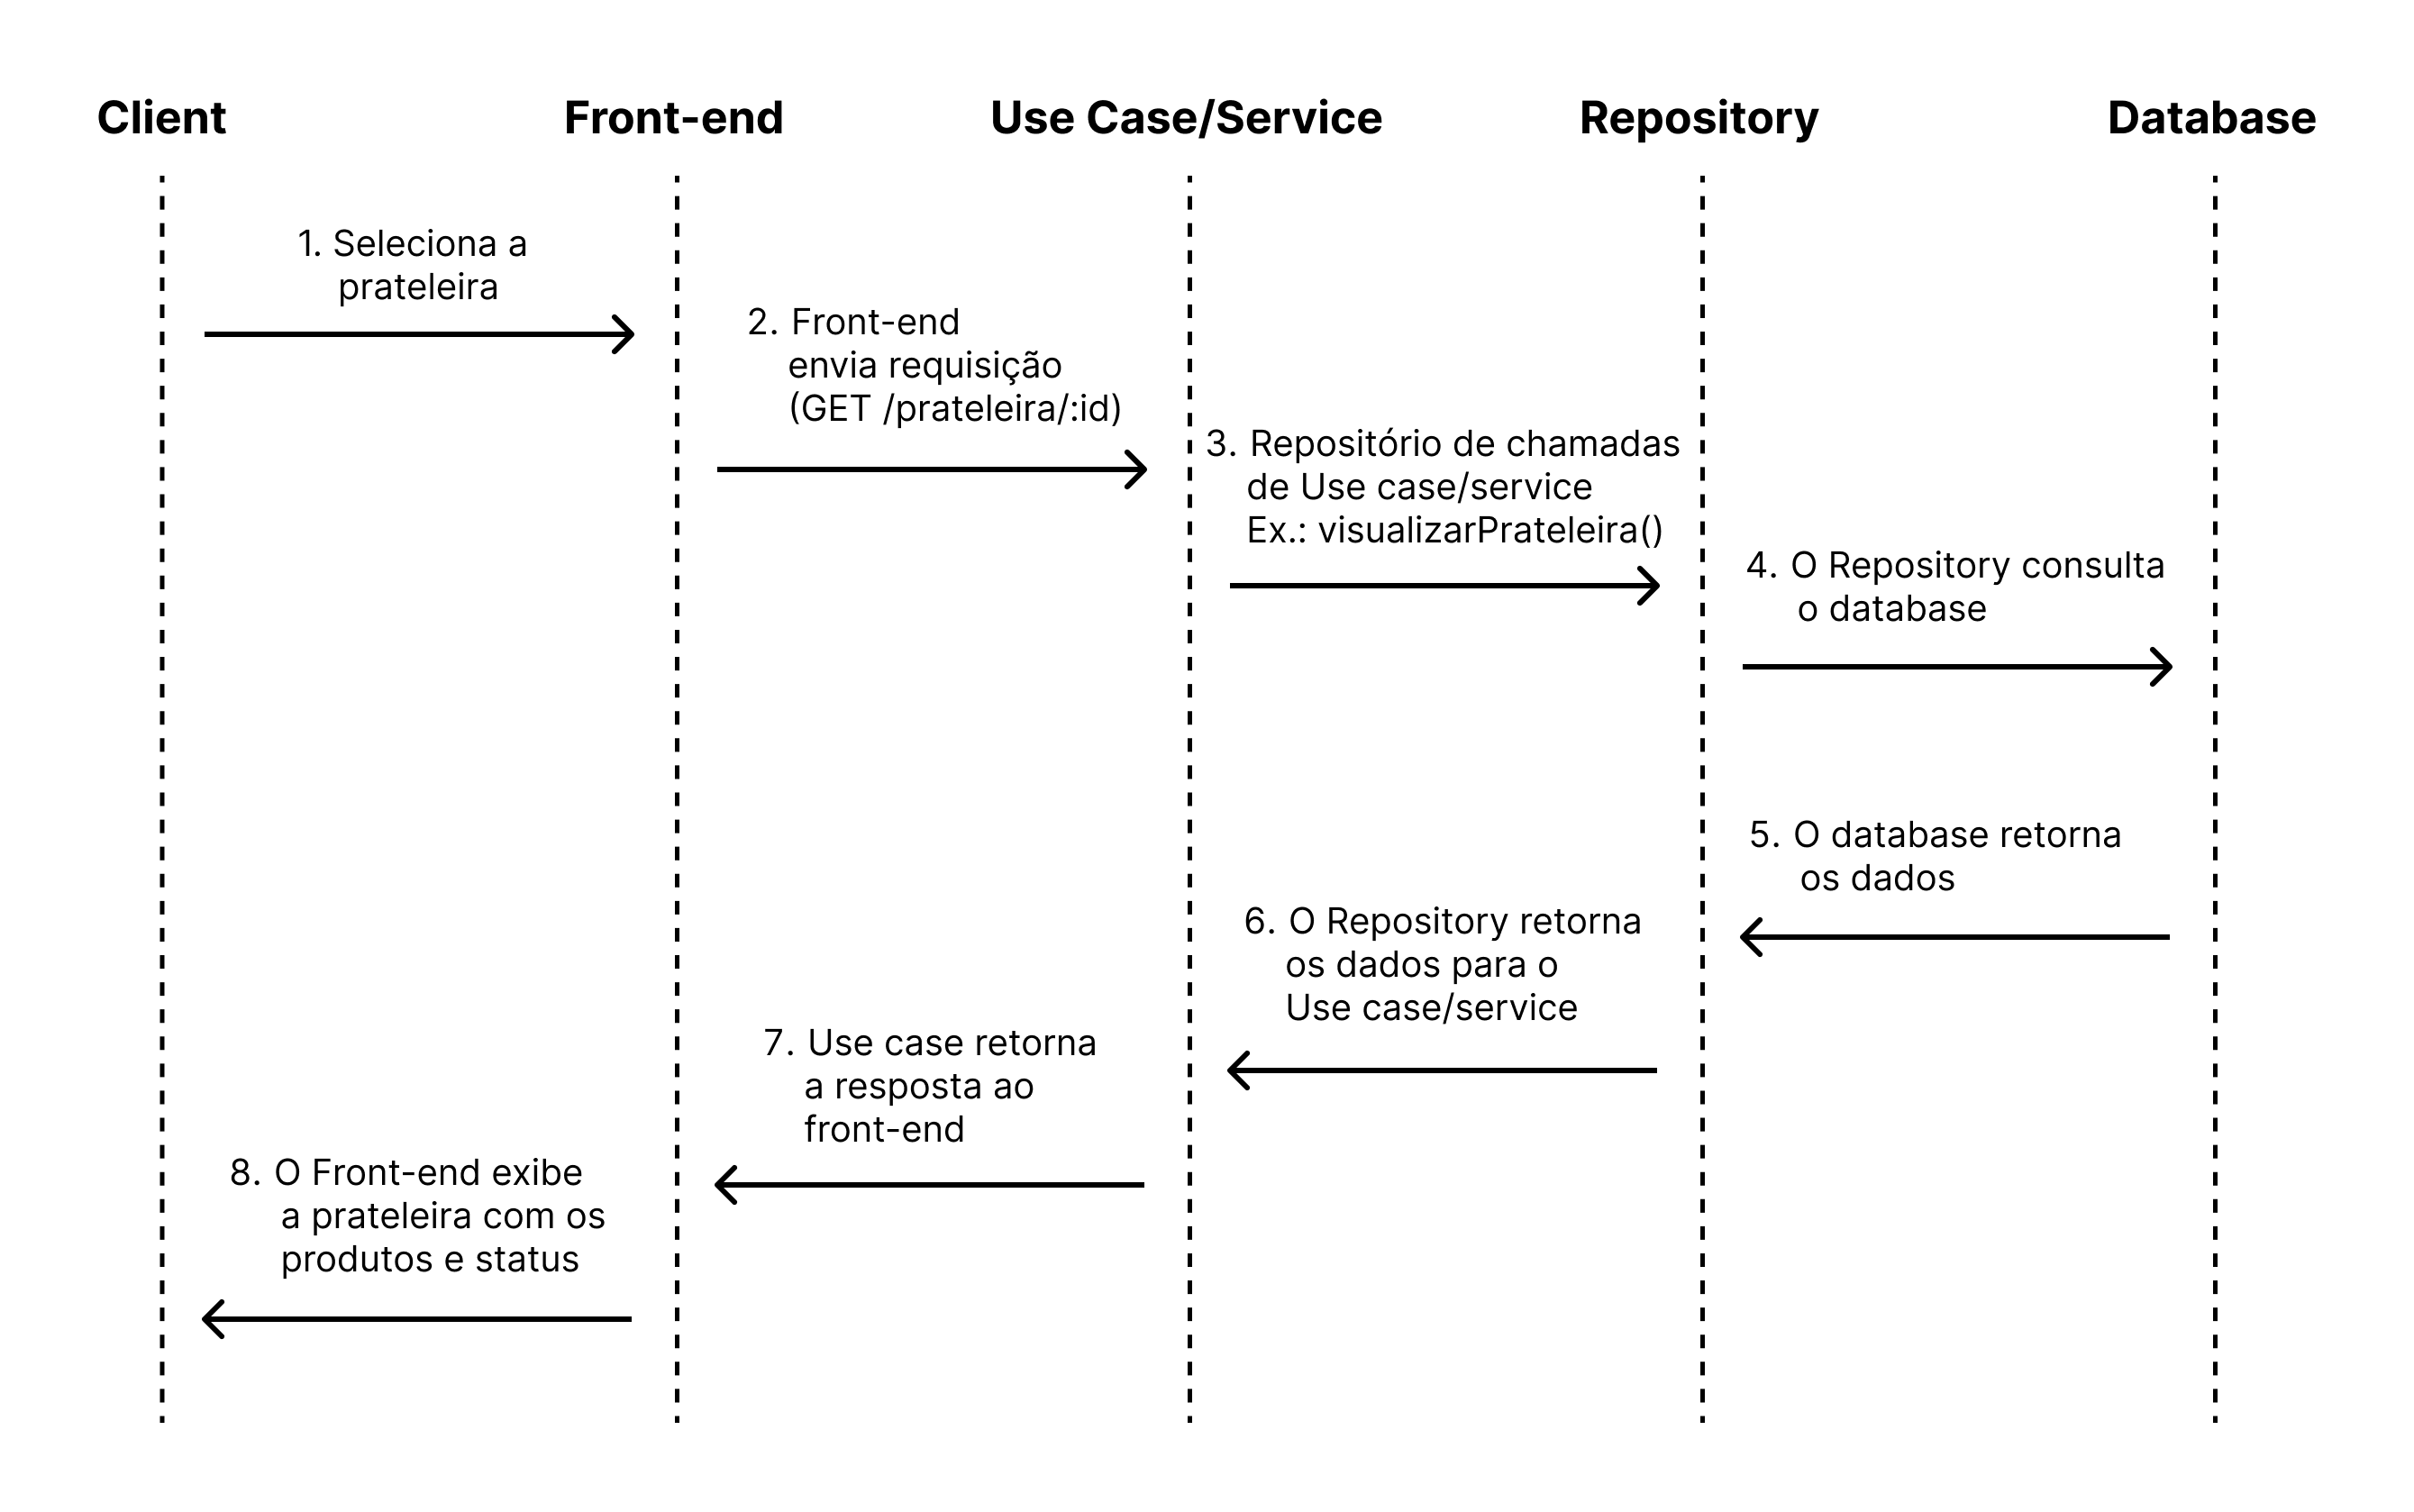 Client
Front-end
Use Case/Service
Repository
Database
1. Seleciona a
prateleira
2. Front-end
envia requisição
(GET /prateleira/:id)
3. Repositório de chamadas
de Use case/service
Ex.: visualizarPrateleira()
4. O Repository consulta
o database
5. O database retorna
os dados
6. O Repository retorna
os dados para o
Use case/service
7. Use case retorna
a resposta ao
front-end
8. O Front-end exibe
a prateleira com os
produtos e status